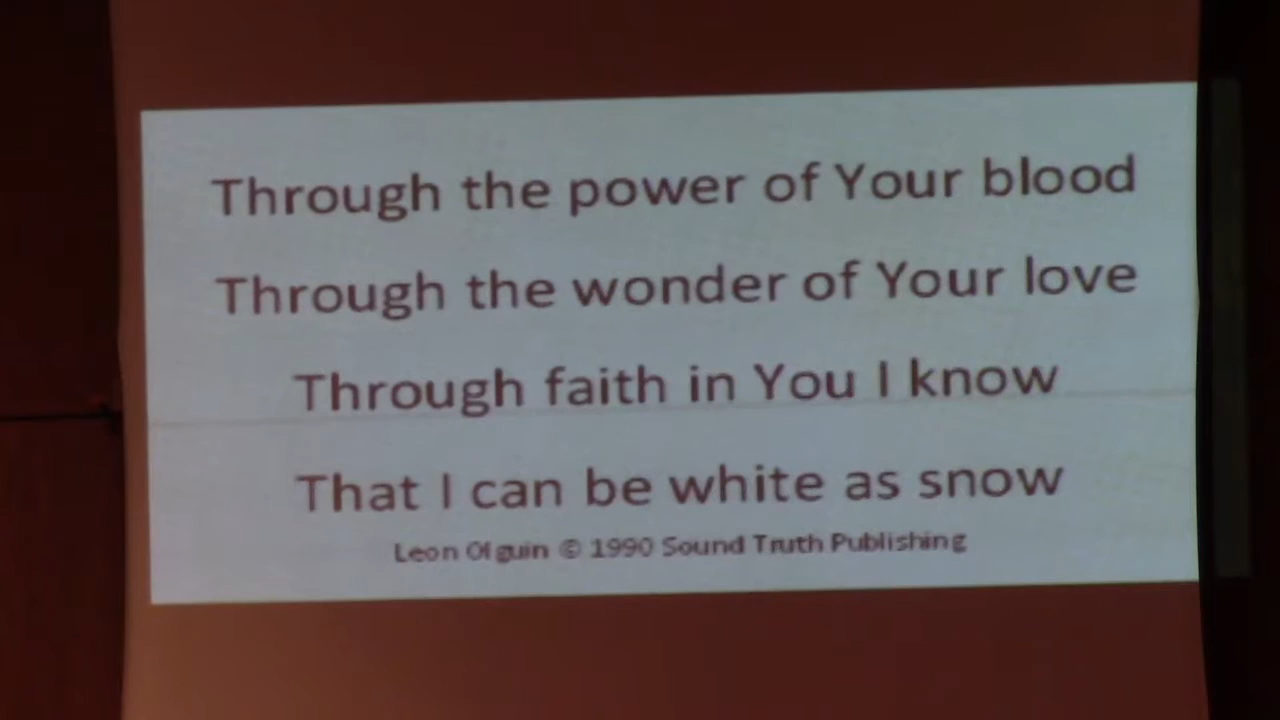 Through the power of Your blood
Through the wonder of Your love
Through faith in You I know
That I can be white as snow
Leon Olguin © 1990 Sound Truth Publishing